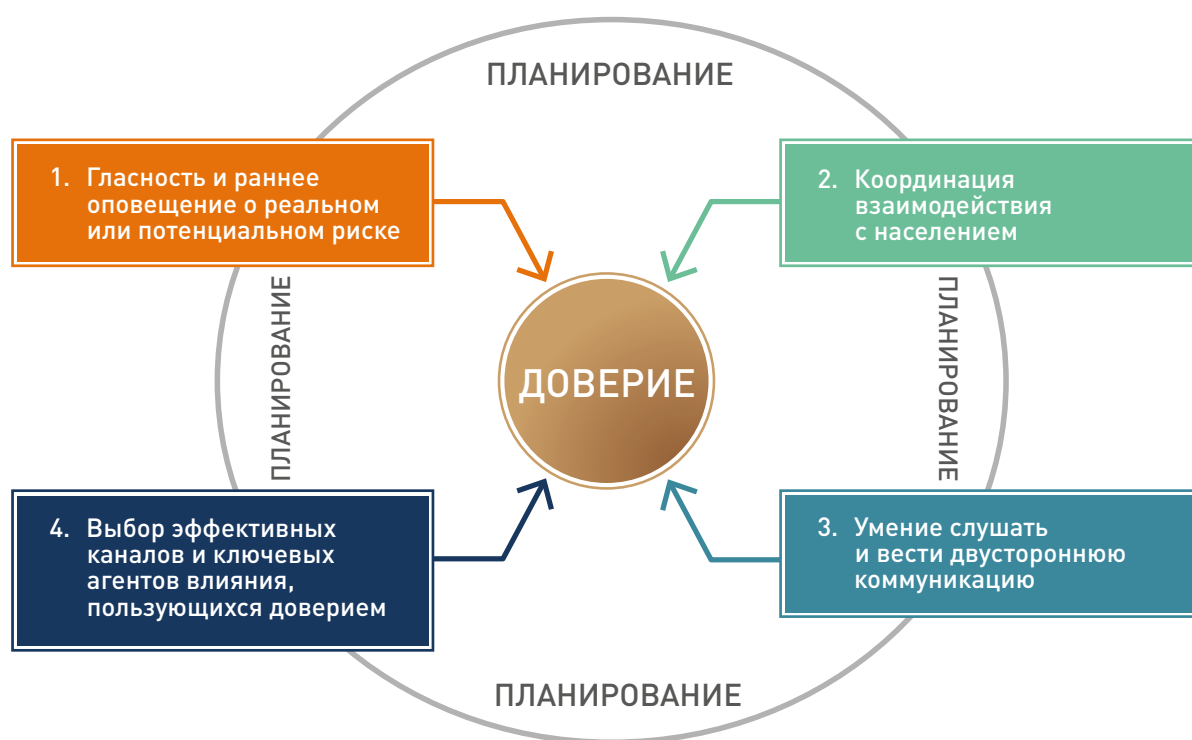 ПЛАНИРОВАНИЕ
1. Гласность и раннее
оповещение о реальном
или потенциальном риске
2. Координация
взаимодействия
с населением
ПЛАНИРОВАНИЕ
ДОВЕРИЕ
ПЛАНИРОВАНИЕ
4. Выбор эффективных
каналов и ключевых
агентов влияния,
пользующихся доверием
3. Умение слушать
и вести двустороннюю
коммуникацию
ПЛАНИРОВАНИЕ